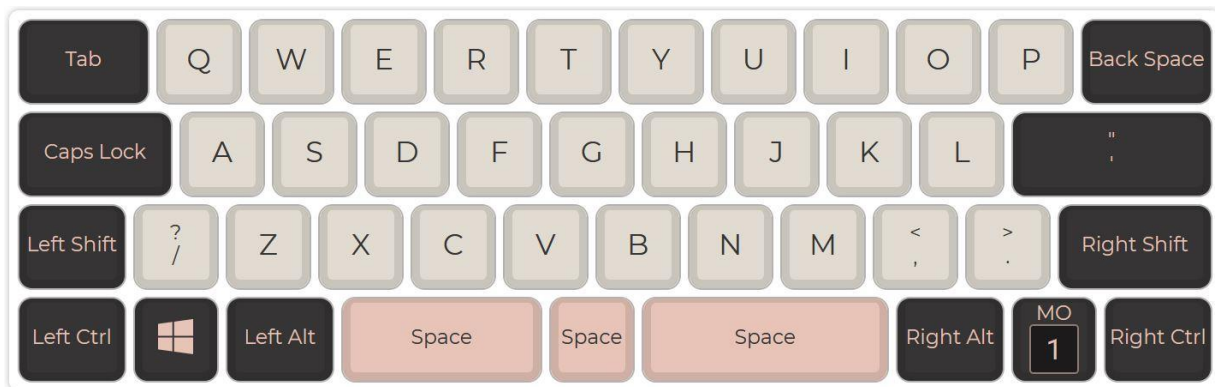 Tab Q W E R T Y U I O P Back Space
Caps Lock A S D F G H J K L "
'
Left Shift ? Z X C V B N M < > Right Shift
/ , .
Left Ctrl Left Alt Space Space Space Right Alt MO Right Ctrl
1